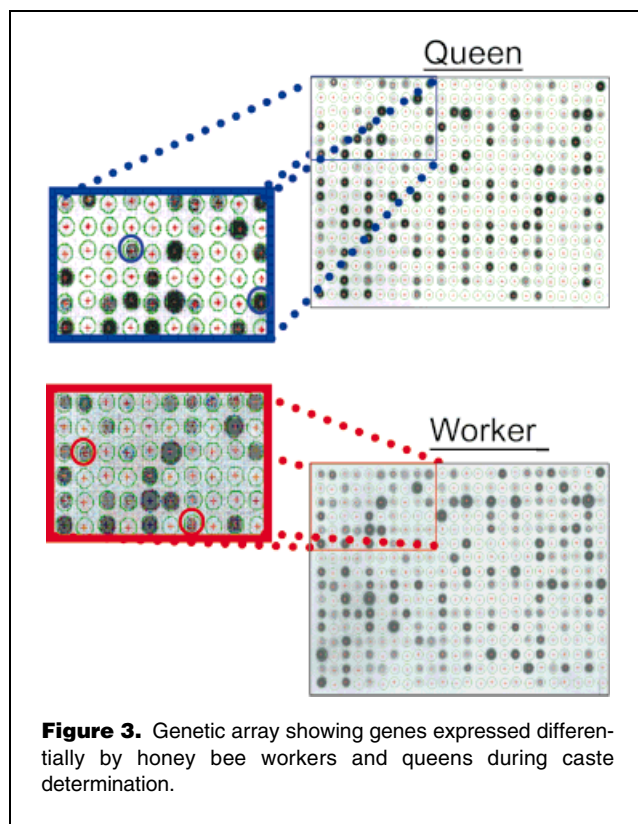 Queen
Worker
Figure 3. Genetic array showing genes expressed differen-
tially by honey bee workers and queens during caste
determination.